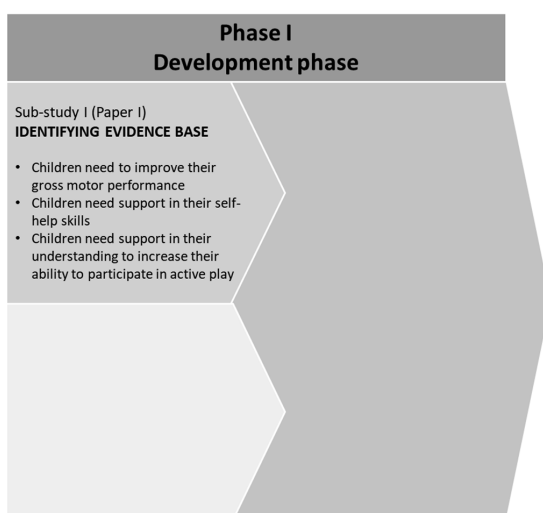 Phase I
Development phase
Sub-study I (Paper I)
IDENTIFYING EVIDENCE BASE
• Children need to improve their
gross motor performance
• Children need support in their self-
help skills
• Children need support in their
understanding to increase their
ability to participate in active play